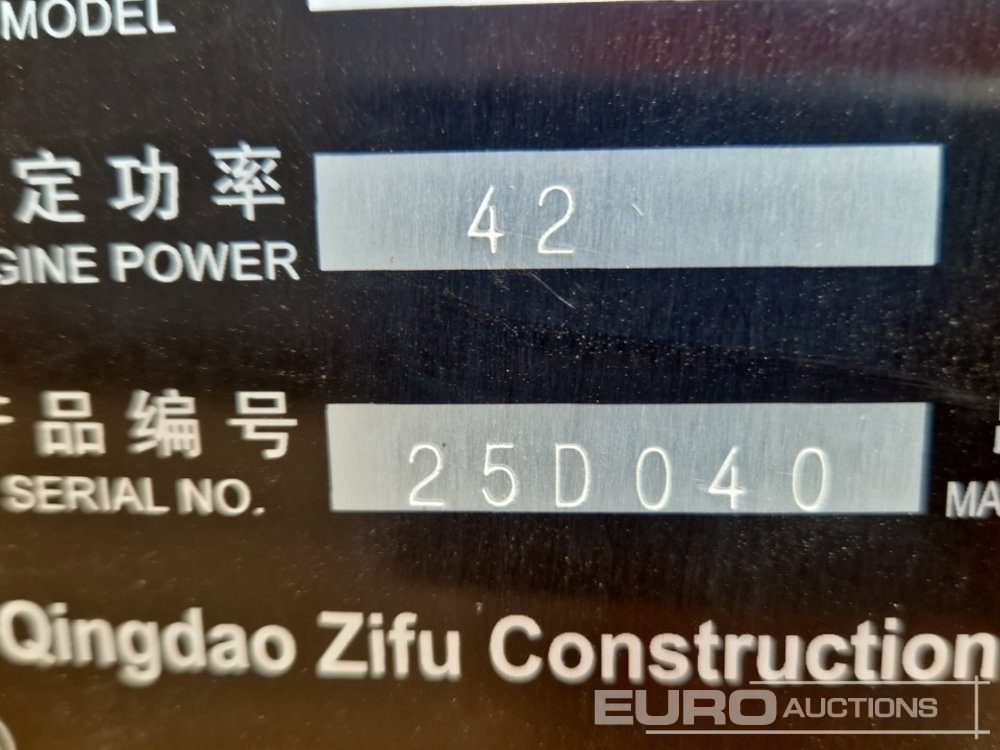 MODEL
定功率
GINE POWER
42
品编号
SERIAL NO.
25D040
MA
Qingdao Zifu Construction
EURO AUCTIONS